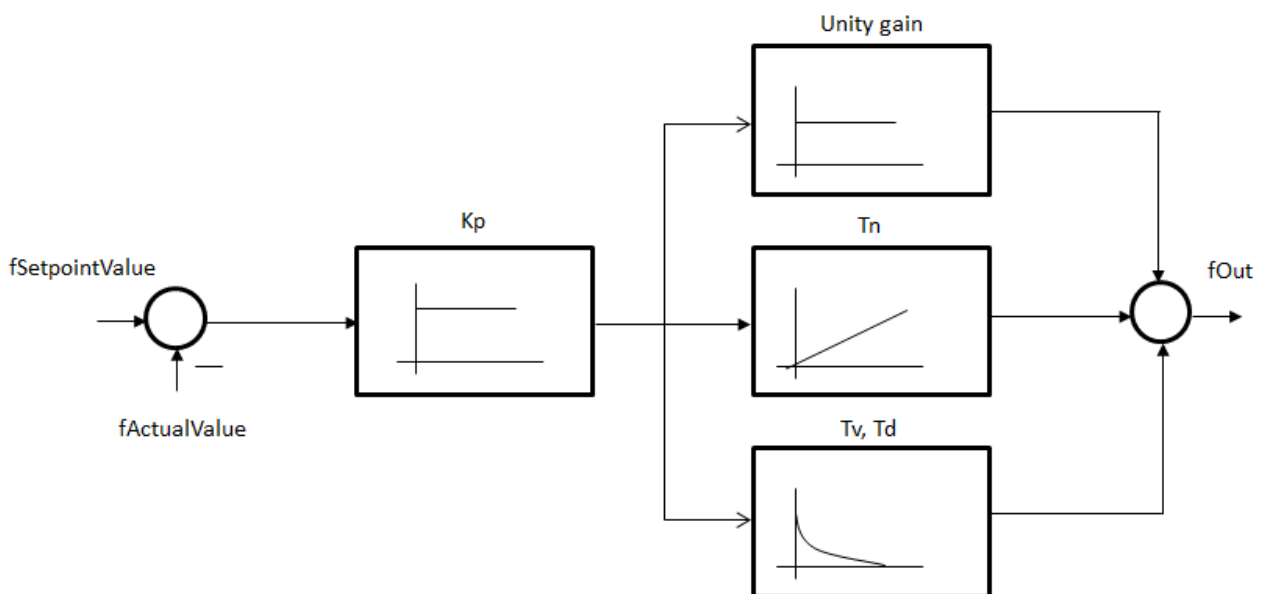 Unity gain
Kp
Tn
fSetpointValue
fOut
fActualValue
Tv, Td